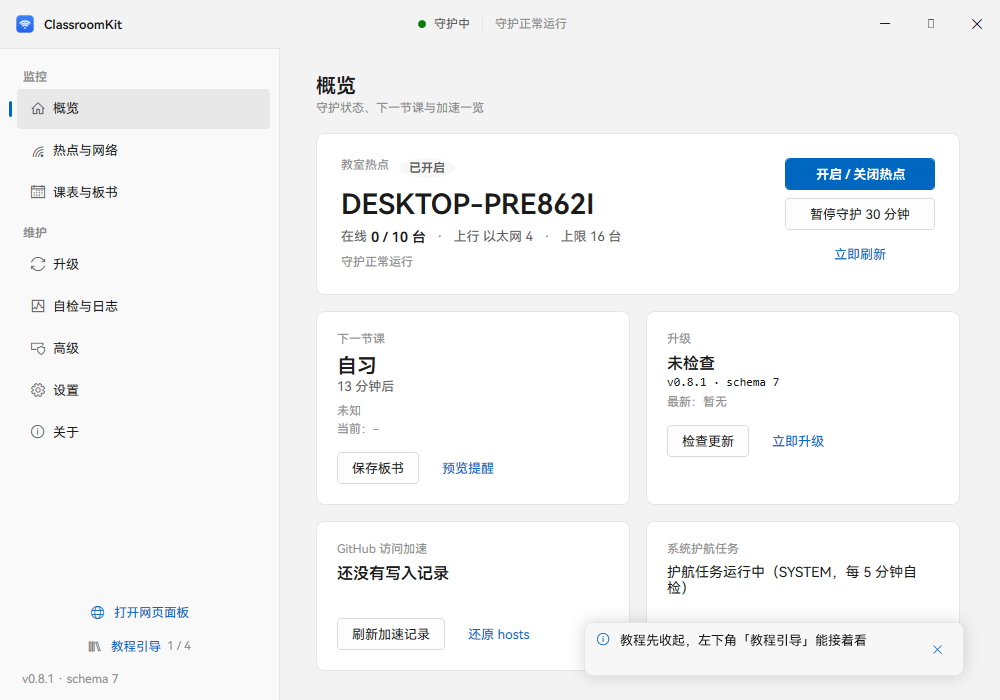 ClassroomKit
守护中
守护正常运行
监控
概览
热点与网络
课表与板书
维护
升级
自检与日志
高级
设置
关于
打开网页面板
教程引导 1 / 4
v0.8.1 · schema 7
概览
守护状态、下一节课与加速一览
教室热点 已开启
DESKTOP-PRE862I
在线 0 / 10 台 · 上行 以太网 4 · 上限 16 台
守护正常运行
开启 / 关闭热点
暂停守护 30 分钟
立即刷新
下一节课
自习
13 分钟后
未知
当前：-
保存板书 预览提醒
升级
未检查
v0.8.1 · schema 7
最新：暂无
检查更新 立即升级
GitHub 访问加速
还没有写入记录
刷新加速记录 还原 hosts
系统护航任务
护航任务运行中（SYSTEM，每 5 分钟自
检）
教程先收起，左下角「教程引导」能接着看